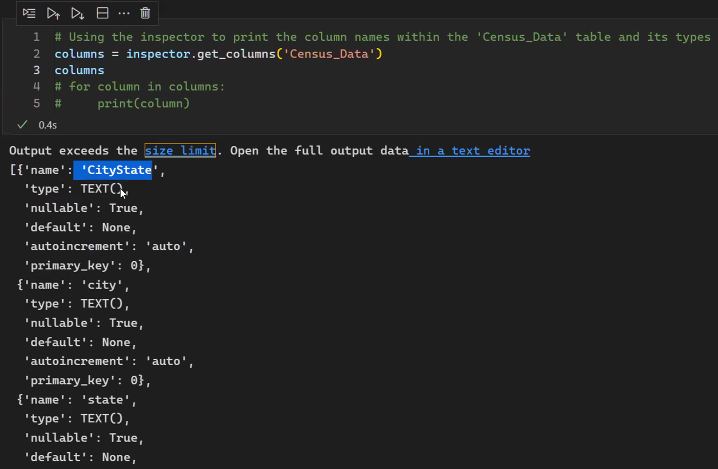 1 # Using the inspector to print the column names within the 'Census_Data' table and its types
2 columns = inspector.get_columns('Census_Data')
3 columns
4 # for column in columns:
5 #     print(column)
0.4s
Output exceeds the size limit. Open the full output data in a text editor
[{'name': 'CityState',
  'type': TEXT(),
  'nullable': True,
  'default': None,
  'autoincrement': 'auto',
  'primary_key': 0},
 {'name': 'city',
  'type': TEXT(),
  'nullable': True,
  'default': None,
  'autoincrement': 'auto',
  'primary_key': 0},
 {'name': 'state',
  'type': TEXT(),
  'nullable': True,
  'default': None,